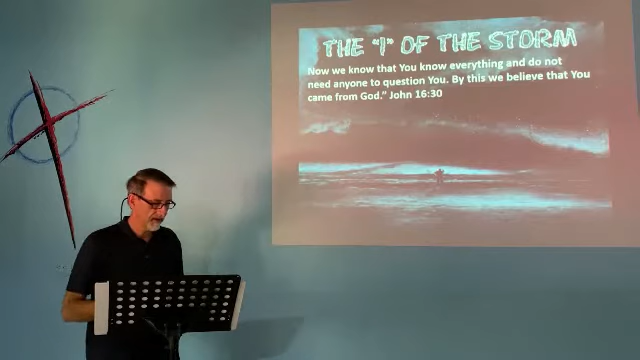 THE "I" OF THE STORM
Now we know that You know everything and do not
need anyone to question You. By this we believe that You
came from God.” John 16:30